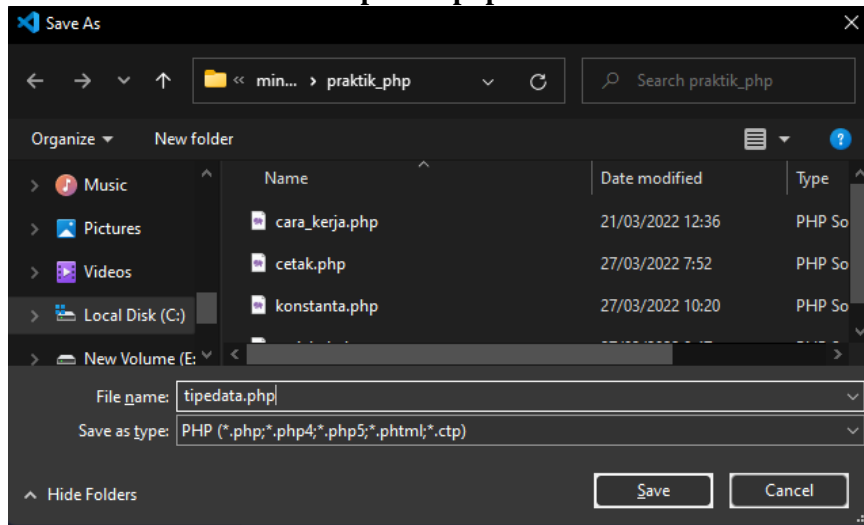 Save As
« min... › praktik_php
Search praktik_php
Organize
New folder
Name
Date modified
Type
Music
Pictures
Videos
Local Disk (C:)
New Volume (E:
cara_kerja.php 21/03/2022 12:36 PHP So
cetak.php 27/03/2022 7:52 PHP So
konstanta.php 27/03/2022 10:20 PHP So
File name: tipedata.php
Save as type: PHP (*.php;*.php4;*.php5;*.phtml;*.ctp)
Hide Folders
Save
Cancel